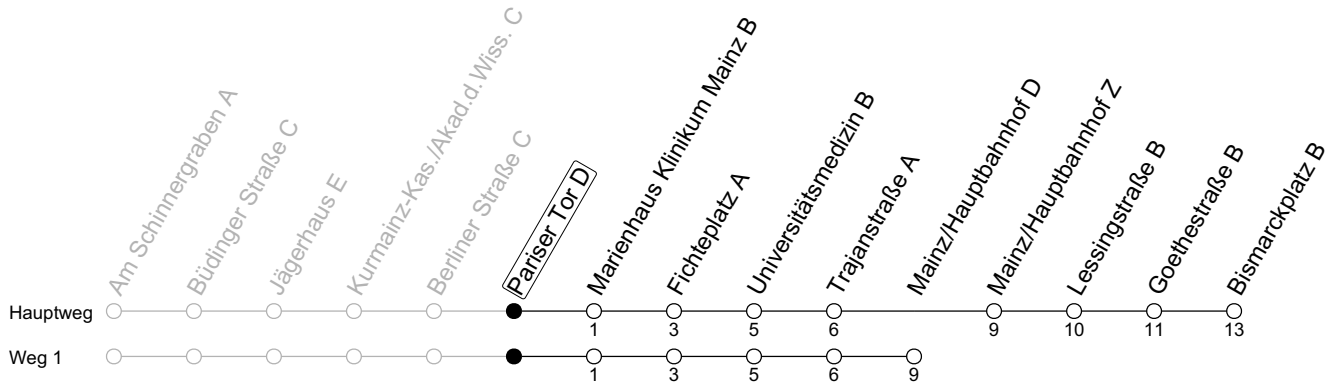 Am Schinnergraben A
Büdinger Straße C
Jägerhaus E
Kurmainz-Kas./Akad.d.Wiss. C
Berliner Straße C
Pariser Tor D
Marienhaus Klinikum Mainz B
Fichteplatz A
Universitätsmedizin B
Trajanstraße A
Mainz/Hauptbahnhof D
Mainz/Hauptbahnhof Z
Lessingstraße B
Goethestraße B
Bismarckplatz B
Hauptweg
1 3 5 6 9 10 11 13
Weg 1
1 3 5 6 9